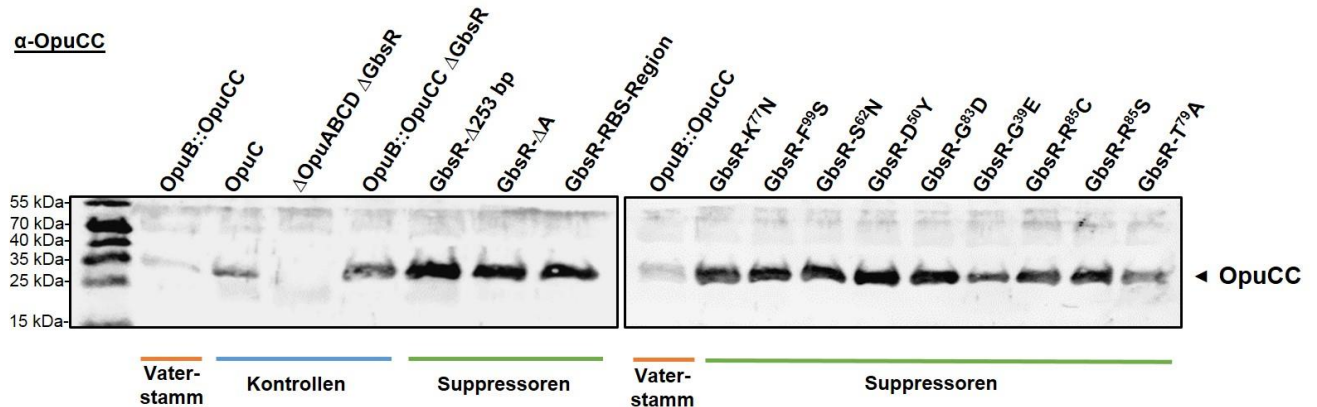 α-OpuCC
OpuB::OpuCC
OpuC
ΔOpuABCD ΔGbsR
OpuB::OpuCC ΔGbsR
GbsR-Δ253 bp
GbsR-ΔA
GbsR-RBS-Region
OpuB::OpuCC
GbsR-K⁷⁷N
GbsR-F⁹⁹S
GbsR-S⁶²N
GbsR-D⁵⁰Y
GbsR-G⁸³D
GbsR-G³⁹E
GbsR-R⁸⁵C
GbsR-R⁸⁵S
GbsR-T⁷⁹A
55 kDa-
70 kDa-
40 kDa-
35 kDa-
25 kDa-
15 kDa-
◄ OpuCC
Vater-
stamm
Kontrollen
Suppressoren
Vater-
stamm
Suppressoren